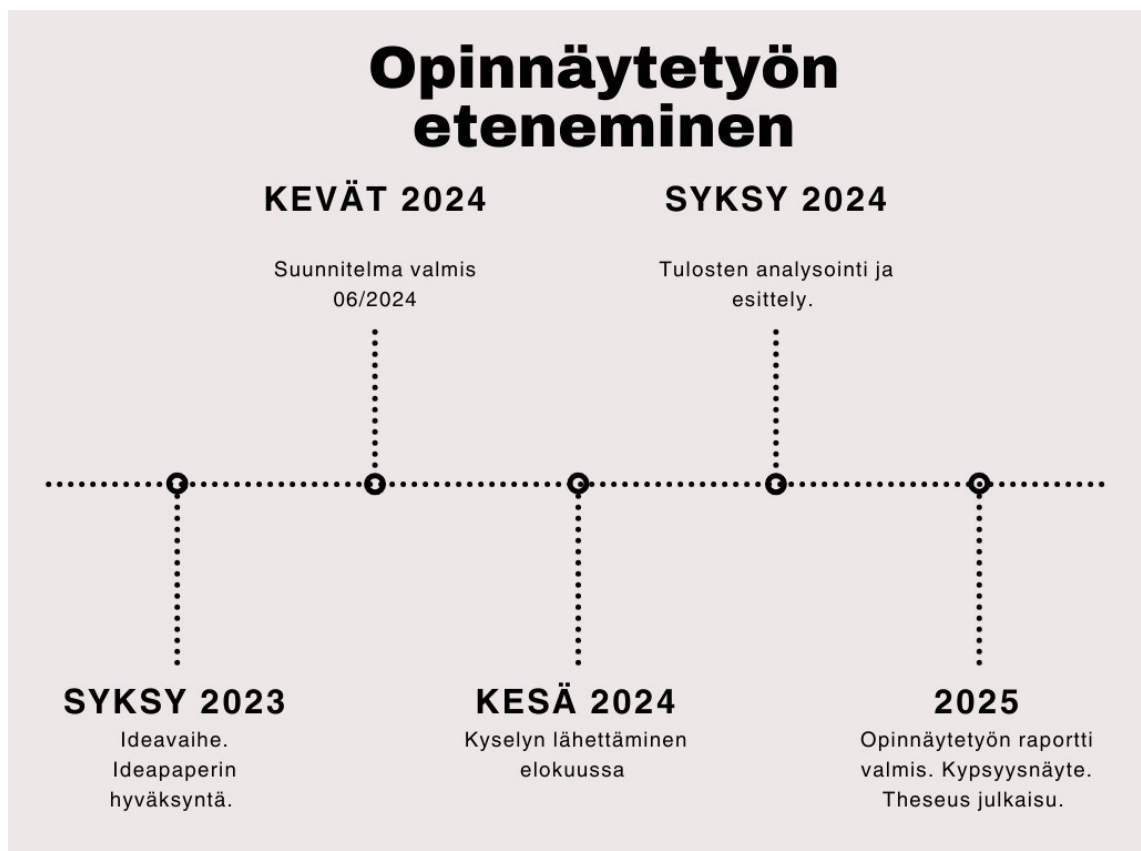 Opinnäytetyön
eteneminen
KEVÄT 2024
Suunnitelma valmis
06/2024
SYKSY 2024
Tulosten analysointi ja
esittely.
SYKSY 2023
Ideavaihe.
Ideapaperin
hyväksyntä.
KESÄ 2024
Kyselyn lähettäminen
elokuussa
2025
Opinnäytetyön raportti
valmis. Kypsyysnäyte.
Theseus julkaisu.